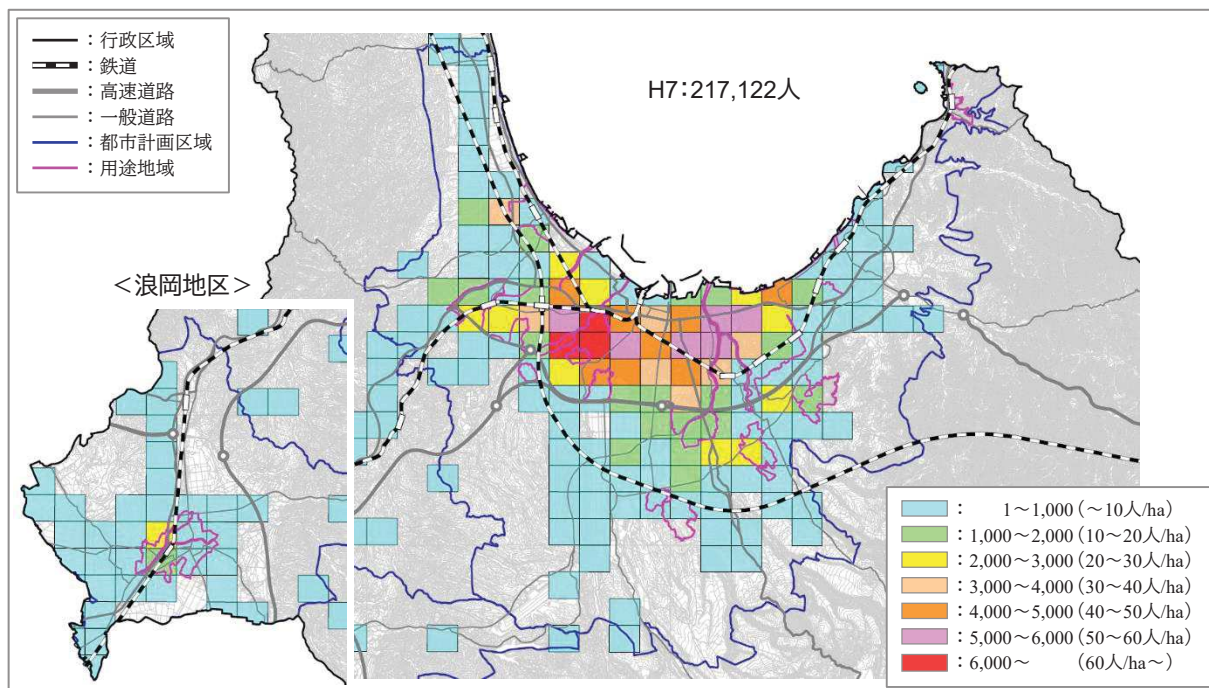 ：行政区域
：鉄道
：高速道路
：一般道路
：都市計画区域
：用途地域
H7：217,122人
＜浪岡地区＞
： 1～1,000（～10人/ha）
：1,000～2,000（10～20人/ha）
：2,000～3,000（20～30人/ha）
：3,000～4,000（30～40人/ha）
：4,000～5,000（40～50人/ha）
：5,000～6,000（50～60人/ha）
：6,000～ （60人/ha～）